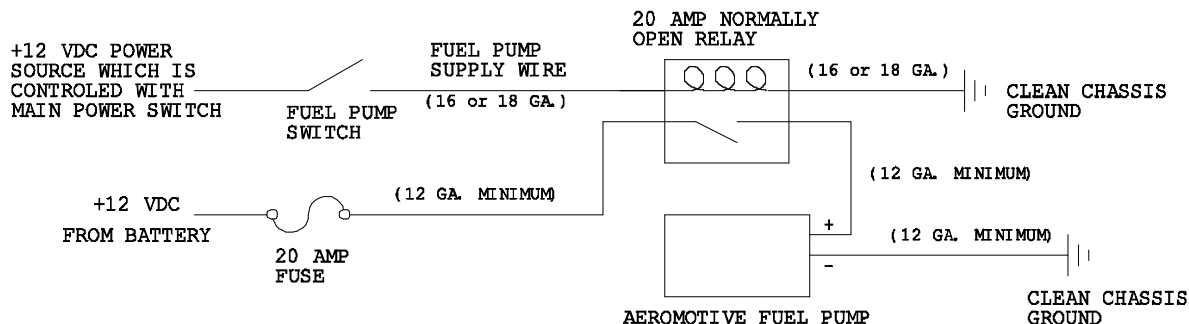 20 AMP NORMALLY
OPEN RELAY
+12 VDC POWER
SOURCE WHICH IS
CONTROLED WITH
MAIN POWER SWITCH
FUEL PUMP
SUPPLY WIRE
(16 or 18 GA.)
(16 or 18 GA.)
FUEL PUMP
SWITCH
CLEAN CHASSIS
GROUND
(12 GA. MINIMUM)
(12 GA. MINIMUM)
+12 VDC
FROM BATTERY
20 AMP
FUSE
+
-
(12 GA. MINIMUM)
AEROMOTIVE FUEL PUMP
CLEAN CHASSIS
GROUND